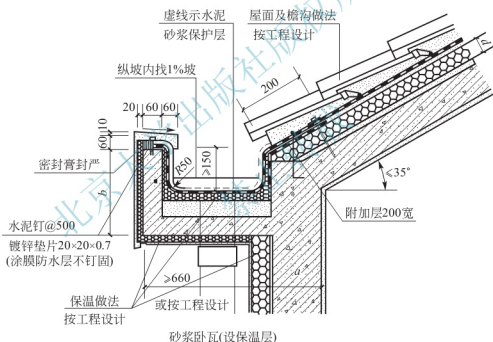 虚线示水泥
砂浆保护层
屋面及檐沟做法
按工程设计
纵坡内找1%坡
200
d
20 60 60
60 10
R50
≥150
密封膏封严
b
≤35°
水泥钉@500
镀锌垫片20×20×0.7
(涂膜防水层不钉固)
附加层200宽
≥660
a
保温做法
按工程设计
或按工程设计
砂浆卧瓦(设保温层)